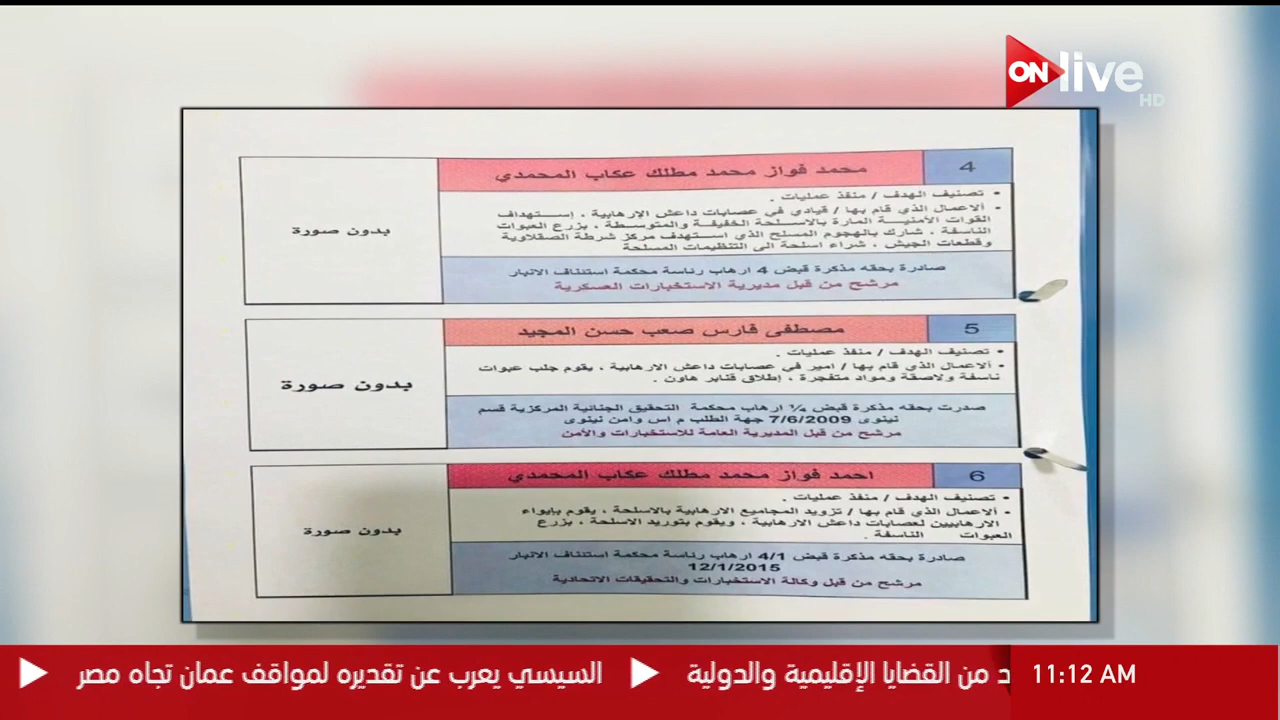 ON live HD
4
محمد فواز محمد مطلك عكاب المحمدي
• تصنيف الهدف / منفذ عمليات .
• ألاعمال الذي قام بها / قيادي في عصابات داعش الارهابية ، إستهداف
القوات الأمنية المارة بالاسلحة الخفيفة والمتوسطة ، بزرع العبوات
الناسفة ، شارك بالهجوم المسلح الذي استهدف مركز شرطة الصقلاوية
وقطعات الجيش ، شراء اسلحة الى التنظيمات المسلحة
صادرة بحقه مذكرة قبض 4 ارهاب رئاسة محكمة استئناف الانبار
مرشح من قبل مديرية الاستخبارات العسكرية
بدون صورة
5
مصطفى فارس صعب حسن المجيد
• تصنيف الهدف / منفذ عمليات .
• ألاعمال الذي قام بها / امير في عصابات داعش الارهابية ، يقوم جلب عبوات
ناسفة ولاصقة ومواد متفجرة ، إطلاق قنابر هاون .
صدرت بحقه مذكرة قبض ¼ ارهاب محكمة التحقيق الجنائية المركزية قسم
نينوى 7/6/2009 جهة الطلب م اس وامن نينوى
مرشح من قبل المديرية العامة للاستخبارات والأمن
بدون صورة
6
احمد فواز محمد مطلك عكاب المحمدي
• تصنيف الهدف / منفذ عمليات .
• ألاعمال الذي قام بها / تزويد المجاميع الارهابية بالاسلحة ، يقوم بإيواء
الارهابيين لعصابات داعش الارهابية ، ويقوم بتوريد الاسلحة ، بزرع
العبوات الناسفة .
صادرة بحقه مذكرة قبض 4/1 ارهاب رئاسة محكمة استئناف الانبار
12/1/2015
مرشح من قبل وكالة الاستخبارات والتحقيقات الاتحادية
بدون صورة
د من القضايا الإقليمية والدولية السيسي يعرب عن تقديره لمواقف عمان تجاه مصر
11:12 AM